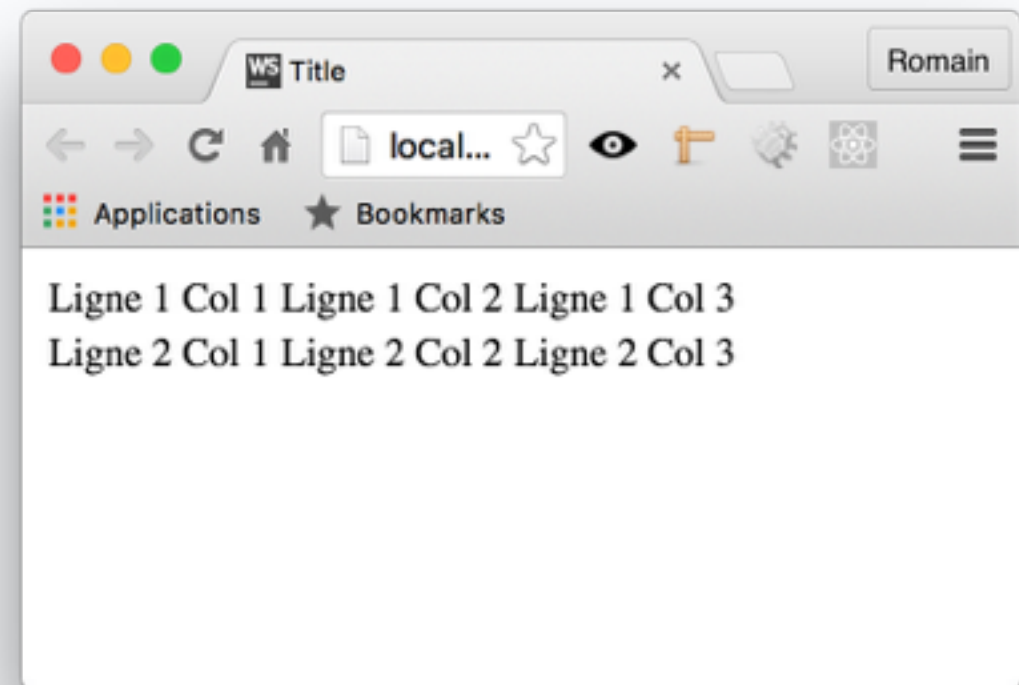 WS Title
Romain
local...
Applications Bookmarks
Ligne 1 Col 1 Ligne 1 Col 2 Ligne 1 Col 3
Ligne 2 Col 1 Ligne 2 Col 2 Ligne 2 Col 3